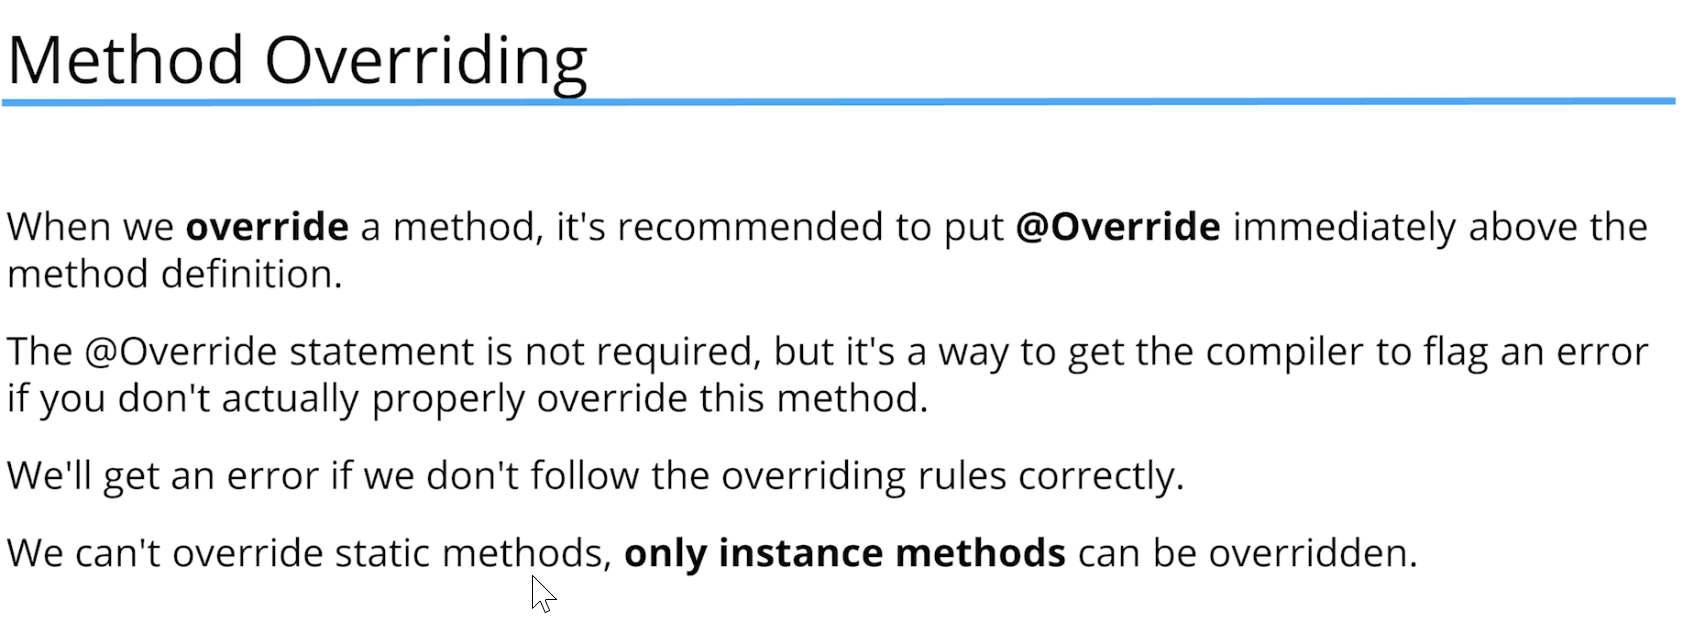 Method Overriding
When we override a method, it's recommended to put @Override immediately above the
method definition.
The @Override statement is not required, but it's a way to get the compiler to flag an error
if you don't actually properly override this method.
We'll get an error if we don't follow the overriding rules correctly.
We can't override static methods, only instance methods can be overridden.